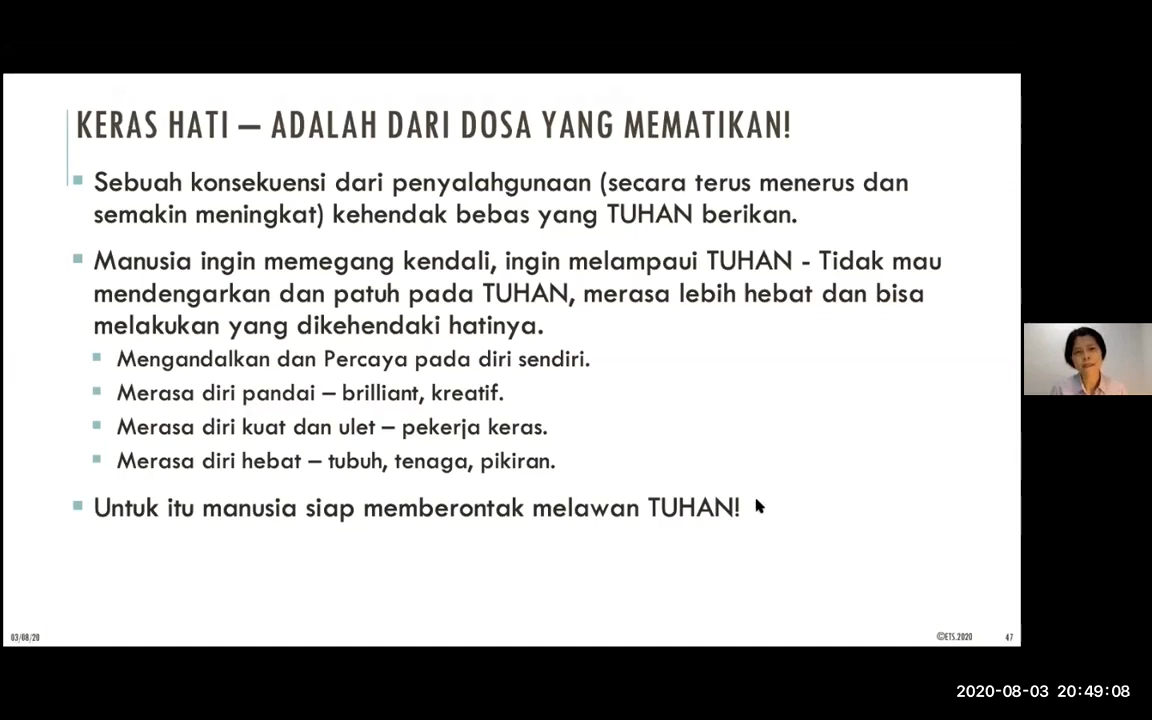 KERAS HATI – ADALAH DARI DOSA YANG MEMATIKAN!
Sebuah konsekuensi dari penyalahgunaan (secara terus menerus dan
semakin meningkat) kehendak bebas yang TUHAN berikan.
Manusia ingin memegang kendali, ingin melampaui TUHAN - Tidak mau
mendengarkan dan patuh pada TUHAN, merasa lebih hebat dan bisa
melakukan yang dikehendaki hatinya.
Mengandalkan dan Percaya pada diri sendiri.
Merasa diri pandai – brilliant, kreatif.
Merasa diri kuat dan ulet – pekerja keras.
Merasa diri hebat – tubuh, tenaga, pikiran.
Untuk itu manusia siap memberontak melawan TUHAN!
03/08/20
©ETS.2020
47
2020-08-03 20:49:08